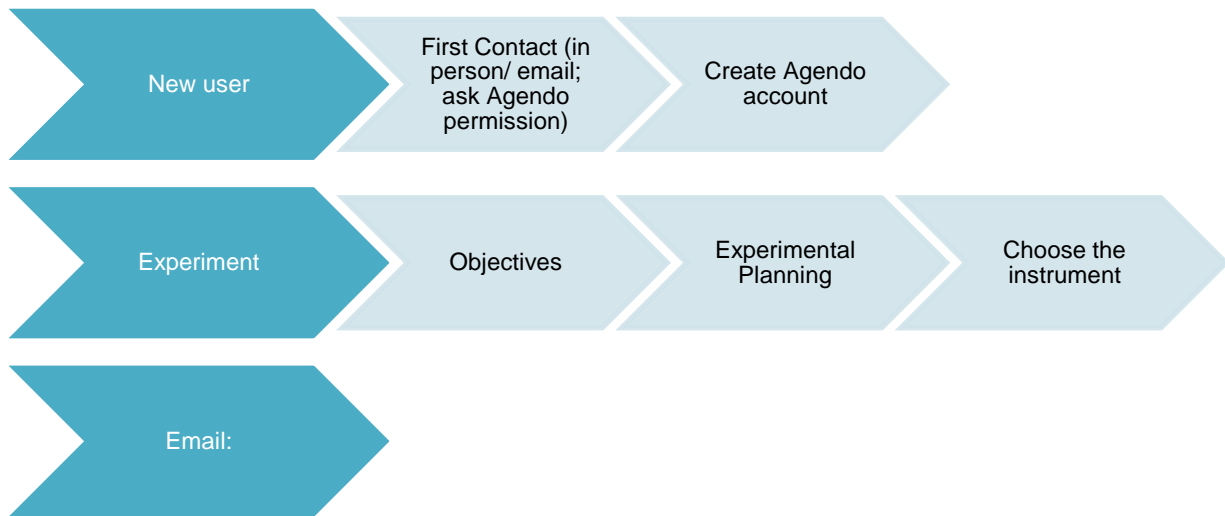 New user
First Contact (in
person/ email;
ask Agendo
permission)
Create Agendo
account
Experiment
Objectives
Experimental
Planning
Choose the
instrument
Email: